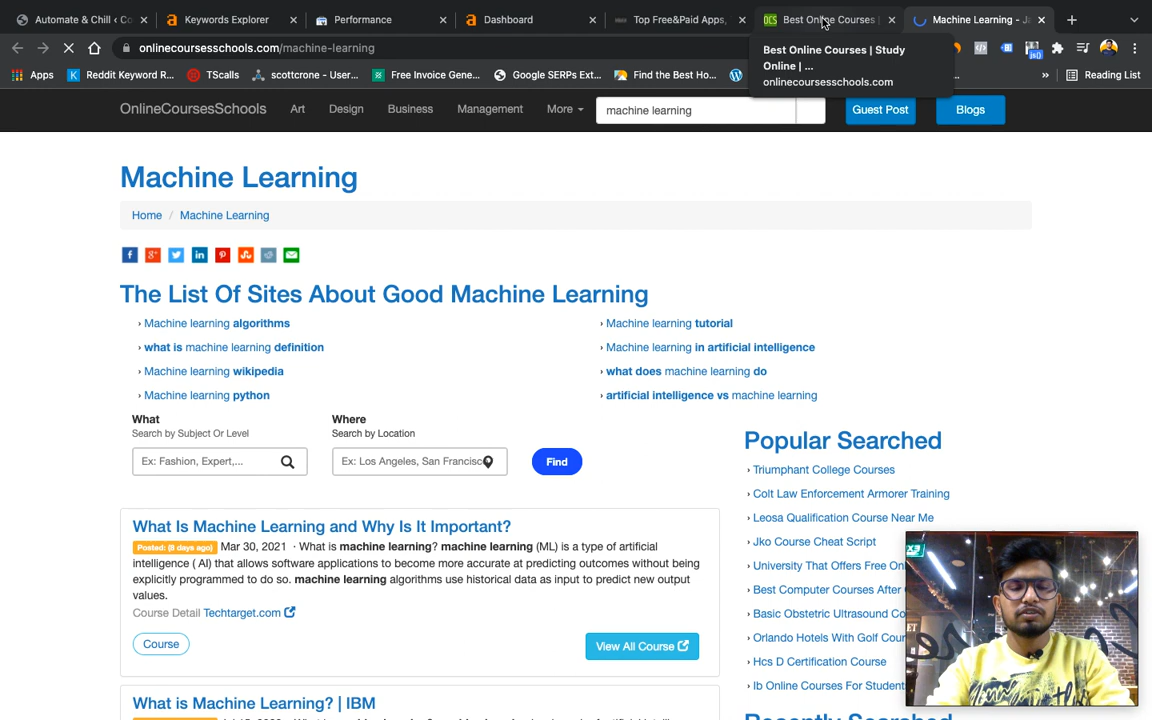 Automate & Chill ‹ Co
Keywords Explorer
Performance
Dashboard
Top Free&Paid Apps,
Best Online Courses |
Machine Learning - Ja
onlinecoursesschools.com/machine-learning
Best Online Courses | Study
Online | ...
onlinecoursesschools.com
Apps
Reddit Keyword R...
TScalls
scottcrone - User...
Free Invoice Gene...
Google SERPs Ext...
Find the Best Ho...
»
Reading List
OnlineCoursesSchools
Art
Design
Business
Management
More
machine learning
Guest Post
Blogs
Machine Learning
Home / Machine Learning
The List Of Sites About Good Machine Learning
› Machine learning algorithms
› Machine learning tutorial
› what is machine learning definition
› Machine learning in artificial intelligence
› Machine learning wikipedia
› what does machine learning do
› Machine learning python
› artificial intelligence vs machine learning
What
Search by Subject Or Level
Ex: Fashion, Expert,...
Where
Search by Location
Ex: Los Angeles, San Francisc
Find
What Is Machine Learning and Why Is It Important?
Posted: (8 days ago) Mar 30, 2021 · What is machine learning? machine learning (ML) is a type of artificial
intelligence ( AI) that allows software applications to become more accurate at predicting outcomes without being
explicitly programmed to do so. machine learning algorithms use historical data as input to predict new output
values.
Course Detail Techtarget.com
Course
View All Course
What is Machine Learning? | IBM
Popular Searched
› Triumphant College Courses
› Colt Law Enforcement Armorer Training
› Leosa Qualification Course Near Me
› Jko Course Cheat Script
› University That Offers Free On
› Best Computer Courses After
› Basic Obstetric Ultrasound Co
› Orlando Hotels With Golf Cour
› Hcs D Certification Course
› Ib Online Courses For Student